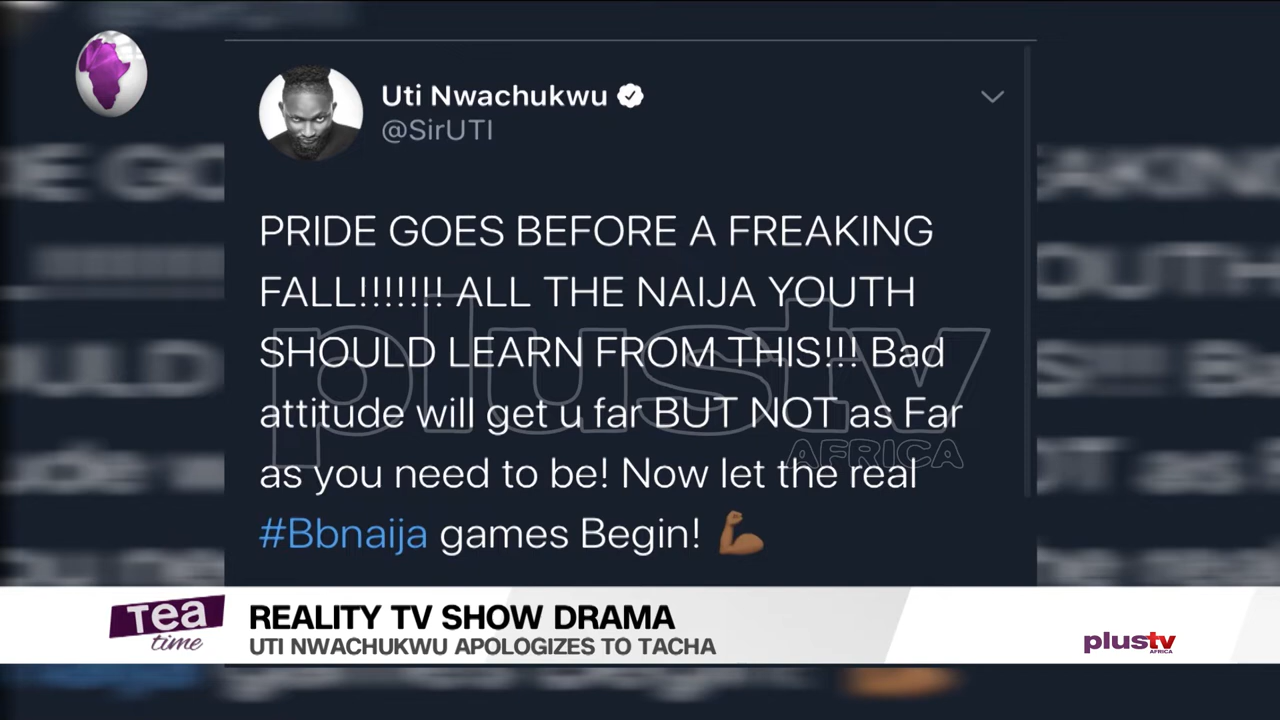 Uti Nwachukwu
@SirUTI
PRIDE GOES BEFORE A FREAKING
FALL!!!!!!! ALL THE NAIJA YOUTH
SHOULD LEARN FROM THIS!!! Bad
attitude will get u far BUT NOT as Far
as you need to be! Now let the real
#Bbnaija games Begin! 💪🏾
plustv
AFRICA
Tea
time
REALITY TV SHOW DRAMA
UTI NWACHUKWU APOLOGIZES TO TACHA
plustv
AFRICA